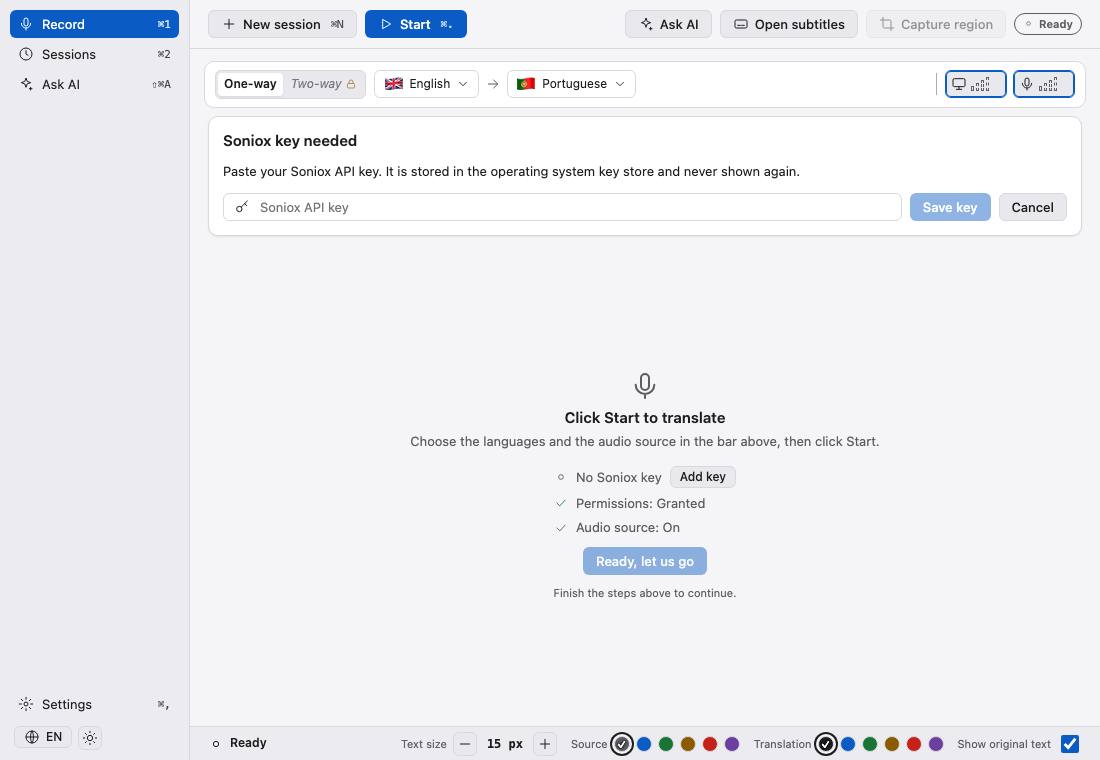 Record ⌘1
Sessions ⌘2
Ask AI ⇧⌘A
New session ⌘N
Start ⌘.
Ask AI
Open subtitles
Capture region
Ready
One-way
Two-way
English
Portuguese
Soniox key needed
Paste your Soniox API key. It is stored in the operating system key store and never shown again.
Soniox API key
Save key
Cancel
Click Start to translate
Choose the languages and the audio source in the bar above, then click Start.
No Soniox key
Add key
Permissions: Granted
Audio source: On
Ready, let us go
Finish the steps above to continue.
Settings ⌘,
EN
Ready
Text size
15 px
Source
Translation
Show original text